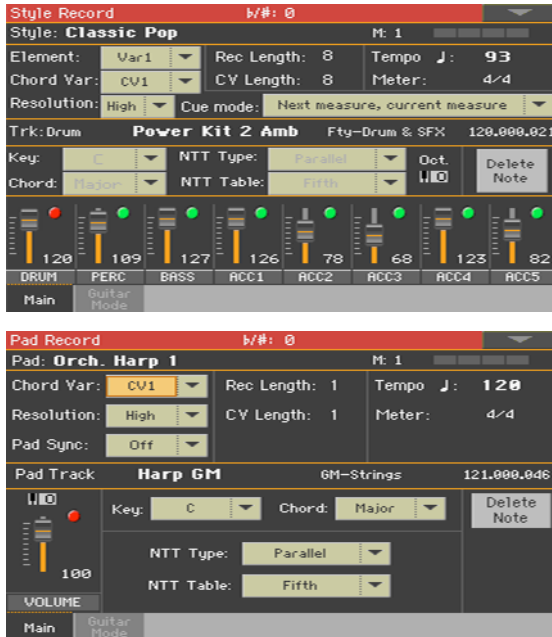 Style Record ♭/#: 0
Style: Classic Pop M: 1
Element: Var1 Rec Length: 8 Tempo ♩: 93
Chord Var: CV1 CV Length: 8 Meter: 4/4
Resolution: High Cue mode: Next measure, current measure
Trk: Drum Power Kit 2 Amb Fty-Drum & SFX 120.000.021
Key: C NTT Type: Parallel Oct. Delete Note
Chord: Major NTT Table: Fifth
120 109 127 126 78 68 123 82
DRUM PERC BASS ACC1 ACC2 ACC3 ACC4 ACC5
Main Guitar Mode
Pad Record ♭/#: 0
Pad: Orch. Harp 1 M: 1
Chord Var: CV1 Rec Length: 1 Tempo ♩: 120
Resolution: High CV Length: 1 Meter: 4/4
Pad Sync: Off
Pad Track Harp GM GM-Strings 121.000.046
Key: C Chord: Major Delete Note
NTT Type: Parallel
100
NTT Table: Fifth
VOLUME
Main Guitar Mode